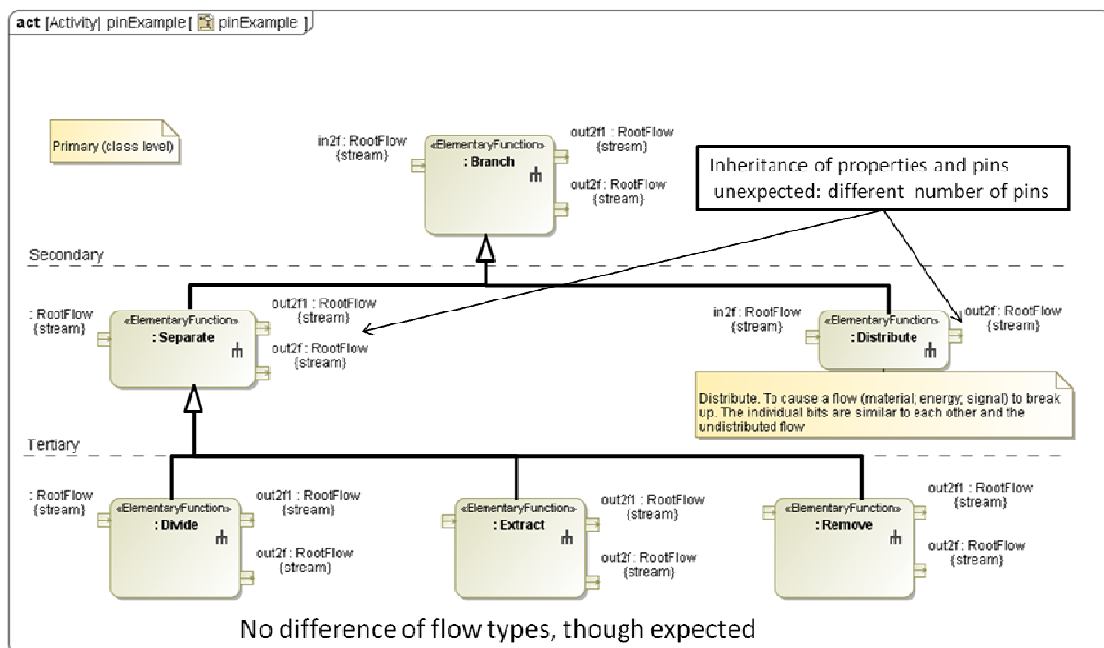 act [Activity] pinExample [ pinExample ]
Primary (class level)
in2f: RootFlow
{stream}
«ElementaryFunction»
: Branch
out2f1 : RootFlow
{stream}
out2f: RootFlow
{stream}
Inheritance of properties and pins
unexpected: different number of pins
Secondary
: RootFlow
{stream}
«ElementaryFunction»
: Separate
out2f1 : RootFlow
{stream}
out2f: RootFlow
{stream}
in2f: RootFlow
{stream}
«ElementaryFunction»
: Distribute
out2f: RootFlow
{stream}
Distribute. To cause a flow (material, energy, signal) to break
up. The individual bits are similar to each other and the
undistributed flow
Tertiary
: RootFlow
{stream}
«ElementaryFunction»
: Divide
out2f1 : RootFlow
{stream}
out2f: RootFlow
{stream}
«ElementaryFunction»
: Extract
out2f1 : RootFlow
{stream}
out2f: RootFlow
{stream}
«ElementaryFunction»
: Remove
out2f1 : RootFlow
{stream}
out2f: RootFlow
{stream}
No difference of flow types, though expected